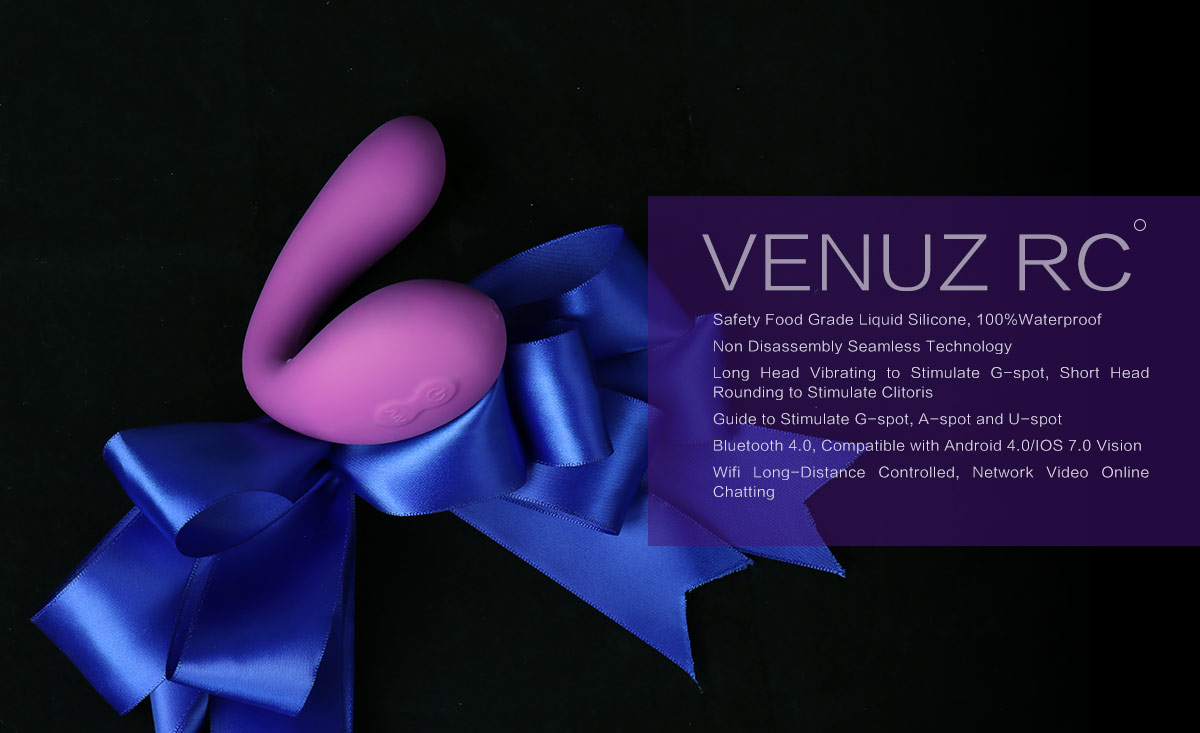 VENUZ RC°
Safety Food Grade Liquid Silicone, 100%Waterproof
Non Disassembly Seamless Technology
Long Head Vibrating to Stimulate G-spot, Short Head
Rounding to Stimulate Clitoris
Guide to Stimulate G-spot, A-spot and U-spot
Bluetooth 4.0, Compatible with Android 4.0/IOS 7.0 Vision
Wifi Long-Distance Controlled, Network Video Online
Chatting